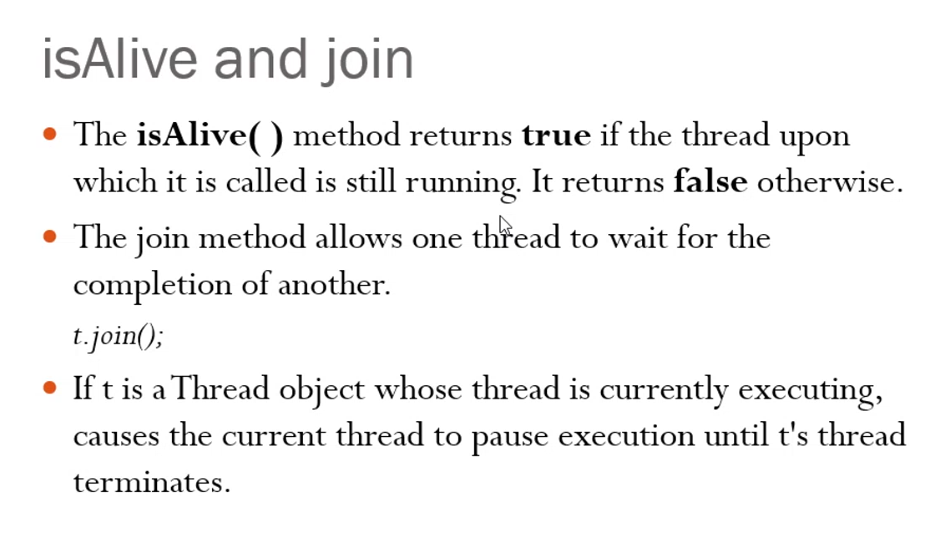 isAlive and join
• The isAlive( ) method returns true if the thread upon
which it is called is still running. It returns false otherwise.
• The join method allows one thread to wait for the
completion of another.
t.join();
• If t is a Thread object whose thread is currently executing,
causes the current thread to pause execution until t's thread
terminates.